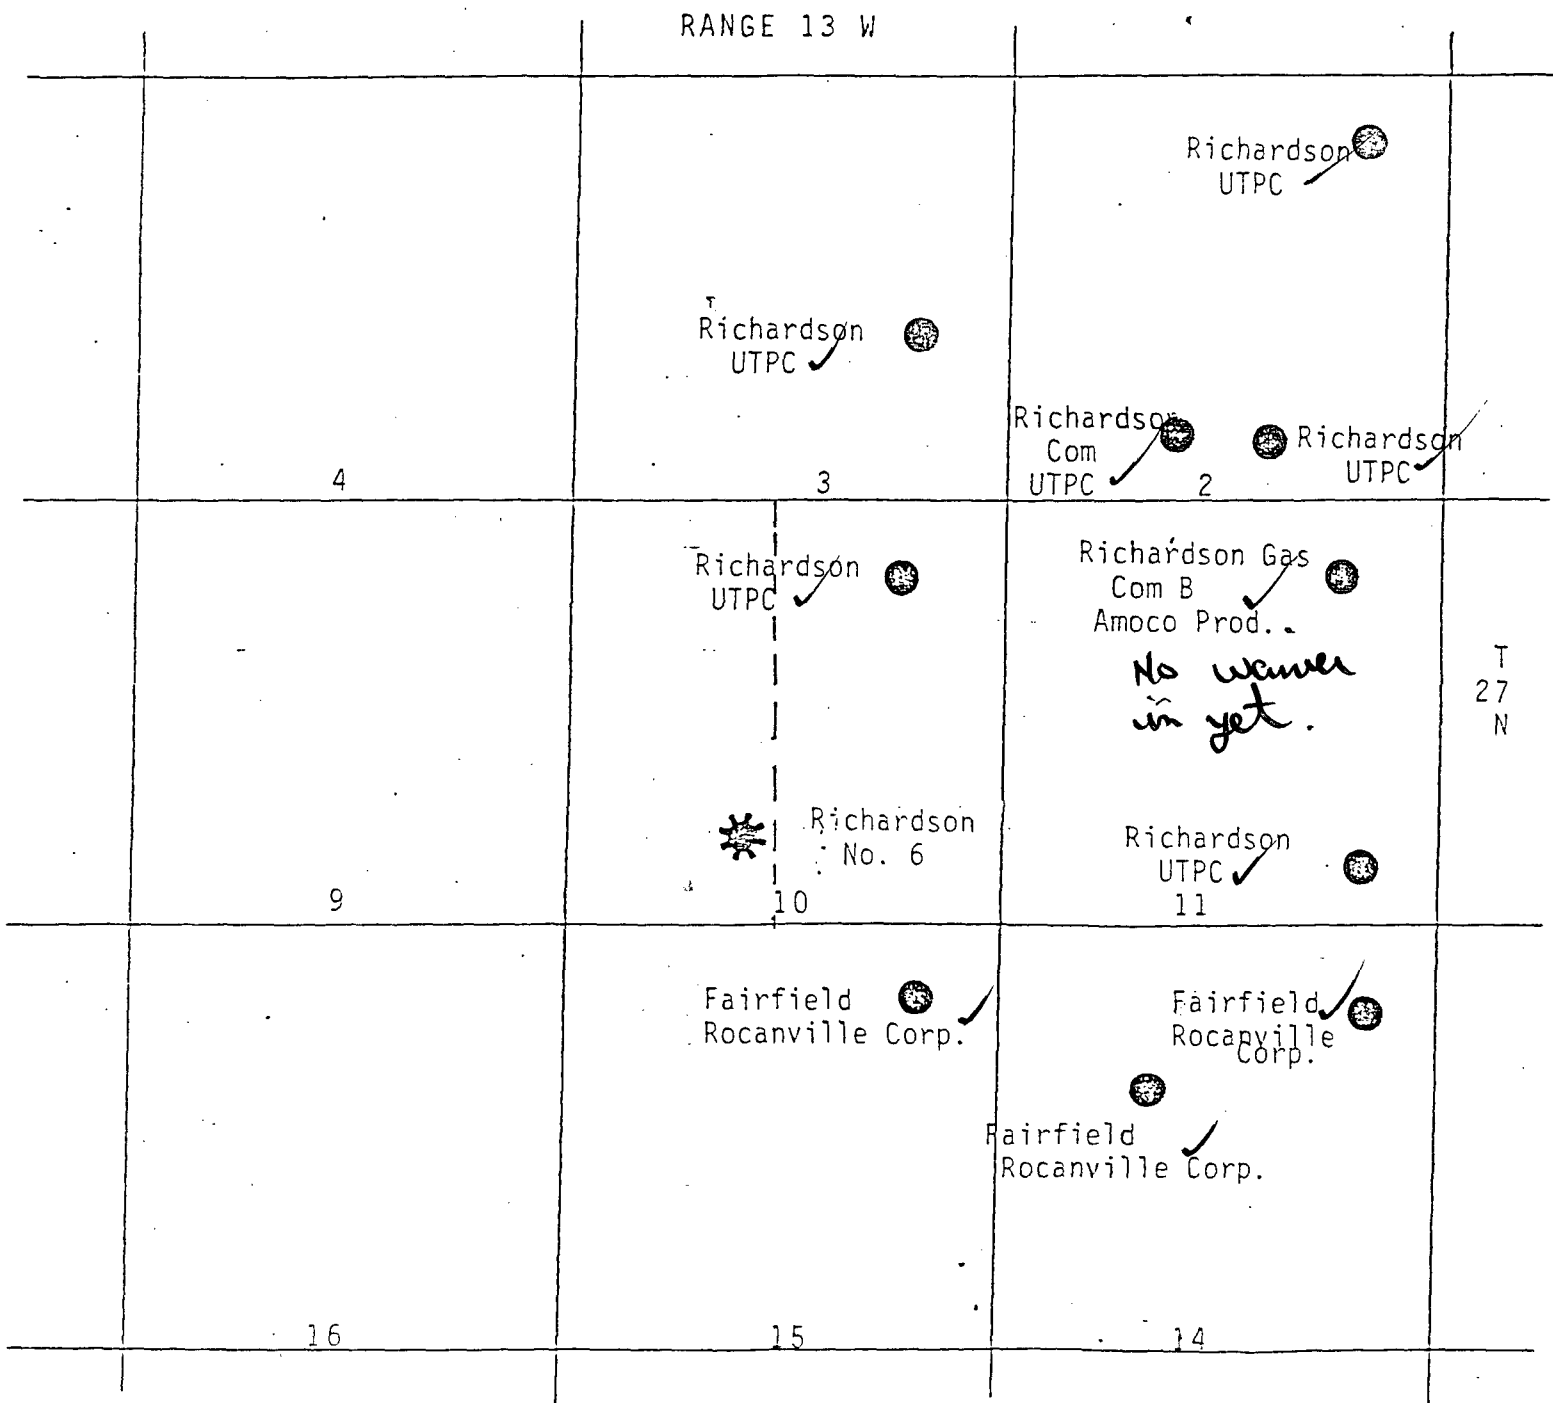 RANGE 13 W
Richardson
UTPC
Richardson
UTPC
Richardson
Com
UTPC
Richardson
UTPC
4
3
2
Richardson
UTPC
Richardson Gas
Com B
Amoco Prod..
No waiver
in yet.
T
27
N
Richardson
No. 6
Richardson
UTPC
9
10
11
Fairfield
Rocanville Corp.
Fairfield
Rocanville
Corp.
Fairfield
Rocanville Corp.
16
15
14